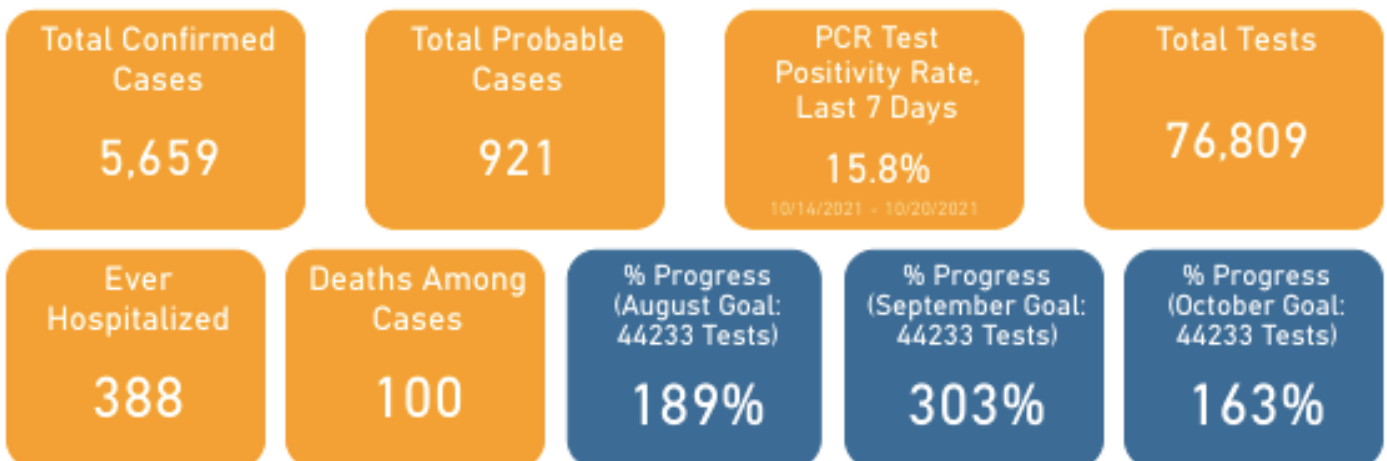 Total Confirmed
Cases
5,659
Total Probable
Cases
921
PCR Test
Positivity Rate,
Last 7 Days
15.8%
10/14/2021 - 10/20/2021
Total Tests
76,809
Ever
Hospitalized
388
Deaths Among
Cases
100
% Progress
(August Goal:
44233 Tests)
189%
% Progress
(September Goal:
44233 Tests)
303%
% Progress
(October Goal:
44233 Tests)
163%